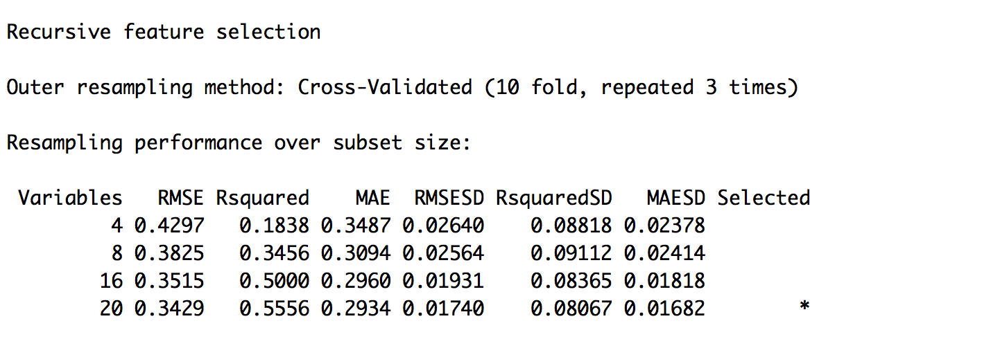 Recursive feature selection
Outer resampling method: Cross-Validated (10 fold, repeated 3 times)
Resampling performance over subset size:
Variables RMSE Rsquared MAE RMSESD RsquaredSD MAESD Selected
4 0.4297 0.1838 0.3487 0.02640 0.08818 0.02378
8 0.3825 0.3456 0.3094 0.02564 0.09112 0.02414
16 0.3515 0.5000 0.2960 0.01931 0.08365 0.01818
20 0.3429 0.5556 0.2934 0.01740 0.08067 0.01682 *